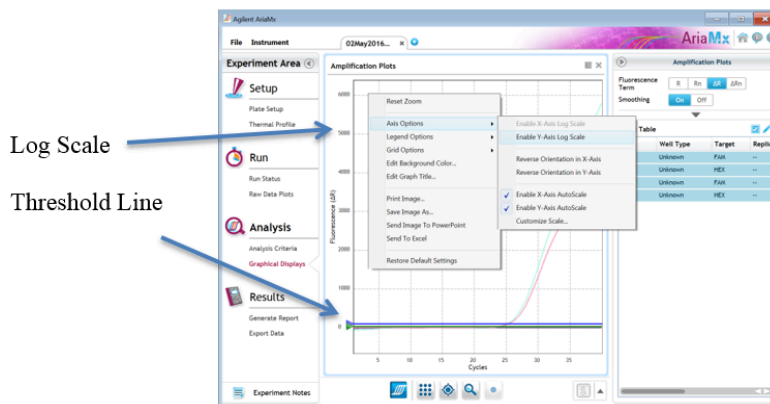 Agilent AriaMx
File Instrument
02May2016...
AriaMx
Experiment Area
Setup
Plate Setup
Thermal Profile
Run
Run Status
Raw Data Plots
Analysis
Analysis Criteria
Graphical Displays
Results
Generate Report
Export Data
Experiment Notes
Log Scale
Threshold Line
Amplification Plots
6000
5000
4000
3000
2000
1000
0
Fluorescence (ΔR)
5 10 15 20 25 30 35
Cycles
Reset Zoom
Axis Options
Legend Options
Grid Options
Edit Background Color...
Edit Graph Title...
Print Image...
Save Image As...
Send Image To PowerPoint
Send To Excel
Restore Default Settings
Enable X-Axis Log Scale
Enable Y-Axis Log Scale
Reverse Orientation in X-Axis
Reverse Orientation in Y-Axis
Enable X-Axis AutoScale
Enable Y-Axis AutoScale
Customize Scale...
Amplification Plots
Fluorescence Term
R Rn ΔR ΔRn
Smoothing On Off
Table
Well Type Target Replic
Unknown FAM --
Unknown HEX --
Unknown FAM --
Unknown HEX --